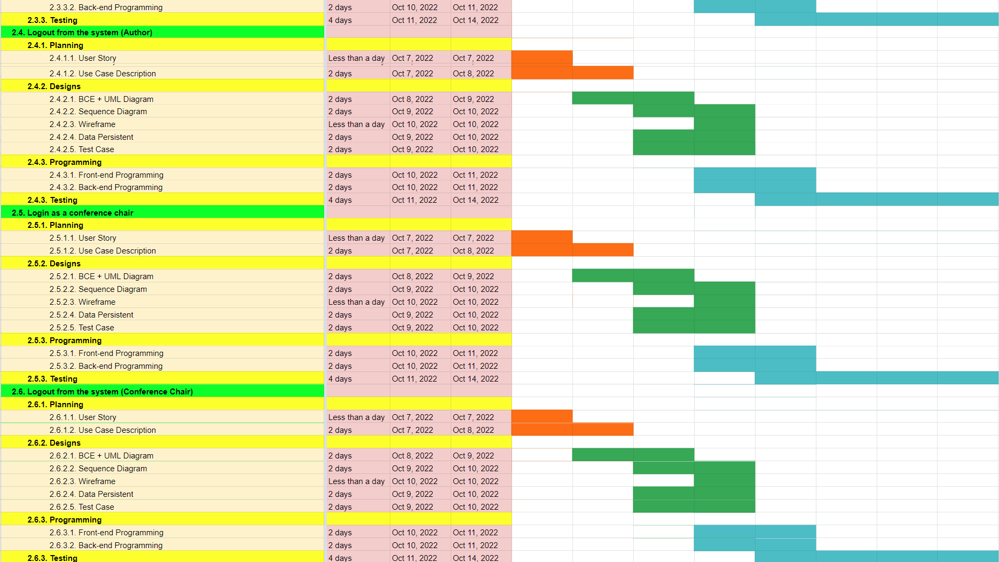 2.3.3.2. Back-end Programming 2 days Oct 10, 2022 Oct 11, 2022
2.3.3. Testing 4 days Oct 11, 2022 Oct 14, 2022
2.4. Logout from the system (Author)
2.4.1. Planning
2.4.1.1. User Story Less than a day Oct 7, 2022 Oct 7, 2022
2.4.1.2. Use Case Description 2 days Oct 7, 2022 Oct 8, 2022
2.4.2. Designs
2.4.2.1. BCE + UML Diagram 2 days Oct 8, 2022 Oct 9, 2022
2.4.2.2. Sequence Diagram 2 days Oct 9, 2022 Oct 10, 2022
2.4.2.3. Wireframe Less than a day Oct 10, 2022 Oct 10, 2022
2.4.2.4. Data Persistent 2 days Oct 9, 2022 Oct 10, 2022
2.4.2.5. Test Case 2 days Oct 9, 2022 Oct 10, 2022
2.4.3. Programming
2.4.3.1. Front-end Programming 2 days Oct 10, 2022 Oct 11, 2022
2.4.3.2. Back-end Programming 2 days Oct 10, 2022 Oct 11, 2022
2.4.3. Testing 4 days Oct 11, 2022 Oct 14, 2022
2.5. Login as a conference chair
2.5.1. Planning
2.5.1.1. User Story Less than a day Oct 7, 2022 Oct 7, 2022
2.5.1.2. Use Case Description 2 days Oct 7, 2022 Oct 8, 2022
2.5.2. Designs
2.5.2.1. BCE + UML Diagram 2 days Oct 8, 2022 Oct 9, 2022
2.5.2.2. Sequence Diagram 2 days Oct 9, 2022 Oct 10, 2022
2.5.2.3. Wireframe Less than a day Oct 10, 2022 Oct 10, 2022
2.5.2.4. Data Persistent 2 days Oct 9, 2022 Oct 10, 2022
2.5.2.5. Test Case 2 days Oct 9, 2022 Oct 10, 2022
2.5.3. Programming
2.5.3.1. Front-end Programming 2 days Oct 10, 2022 Oct 11, 2022
2.5.3.2. Back-end Programming 2 days Oct 10, 2022 Oct 11, 2022
2.5.3. Testing 4 days Oct 11, 2022 Oct 14, 2022
2.6. Logout from the system (Conference Chair)
2.6.1. Planning
2.6.1.1. User Story Less than a day Oct 7, 2022 Oct 7, 2022
2.6.1.2. Use Case Description 2 days Oct 7, 2022 Oct 8, 2022
2.6.2. Designs
2.6.2.1. BCE + UML Diagram 2 days Oct 8, 2022 Oct 9, 2022
2.6.2.2. Sequence Diagram 2 days Oct 9, 2022 Oct 10, 2022
2.6.2.3. Wireframe Less than a day Oct 10, 2022 Oct 10, 2022
2.6.2.4. Data Persistent 2 days Oct 9, 2022 Oct 10, 2022
2.6.2.5. Test Case 2 days Oct 9, 2022 Oct 10, 2022
2.6.3. Programming
2.6.3.1. Front-end Programming 2 days Oct 10, 2022 Oct 11, 2022
2.6.3.2. Back-end Programming 2 days Oct 10, 2022 Oct 11, 2022
2.6.3. Testing 4 days Oct 11, 2022 Oct 14, 2022